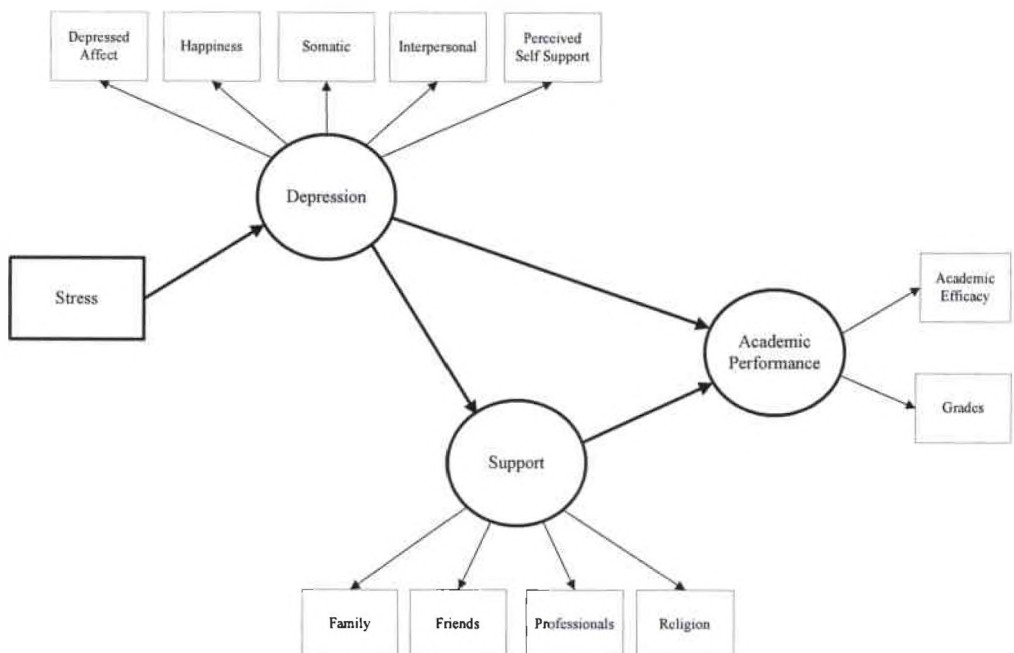 Depressed
Affect
Happiness
Somatic
Interpersonal
Perceived
Self Support
Depression
Stress
Academic
Efficacy
Academic
Performance
Grades
Support
Family
Friends
Professionals
Religion